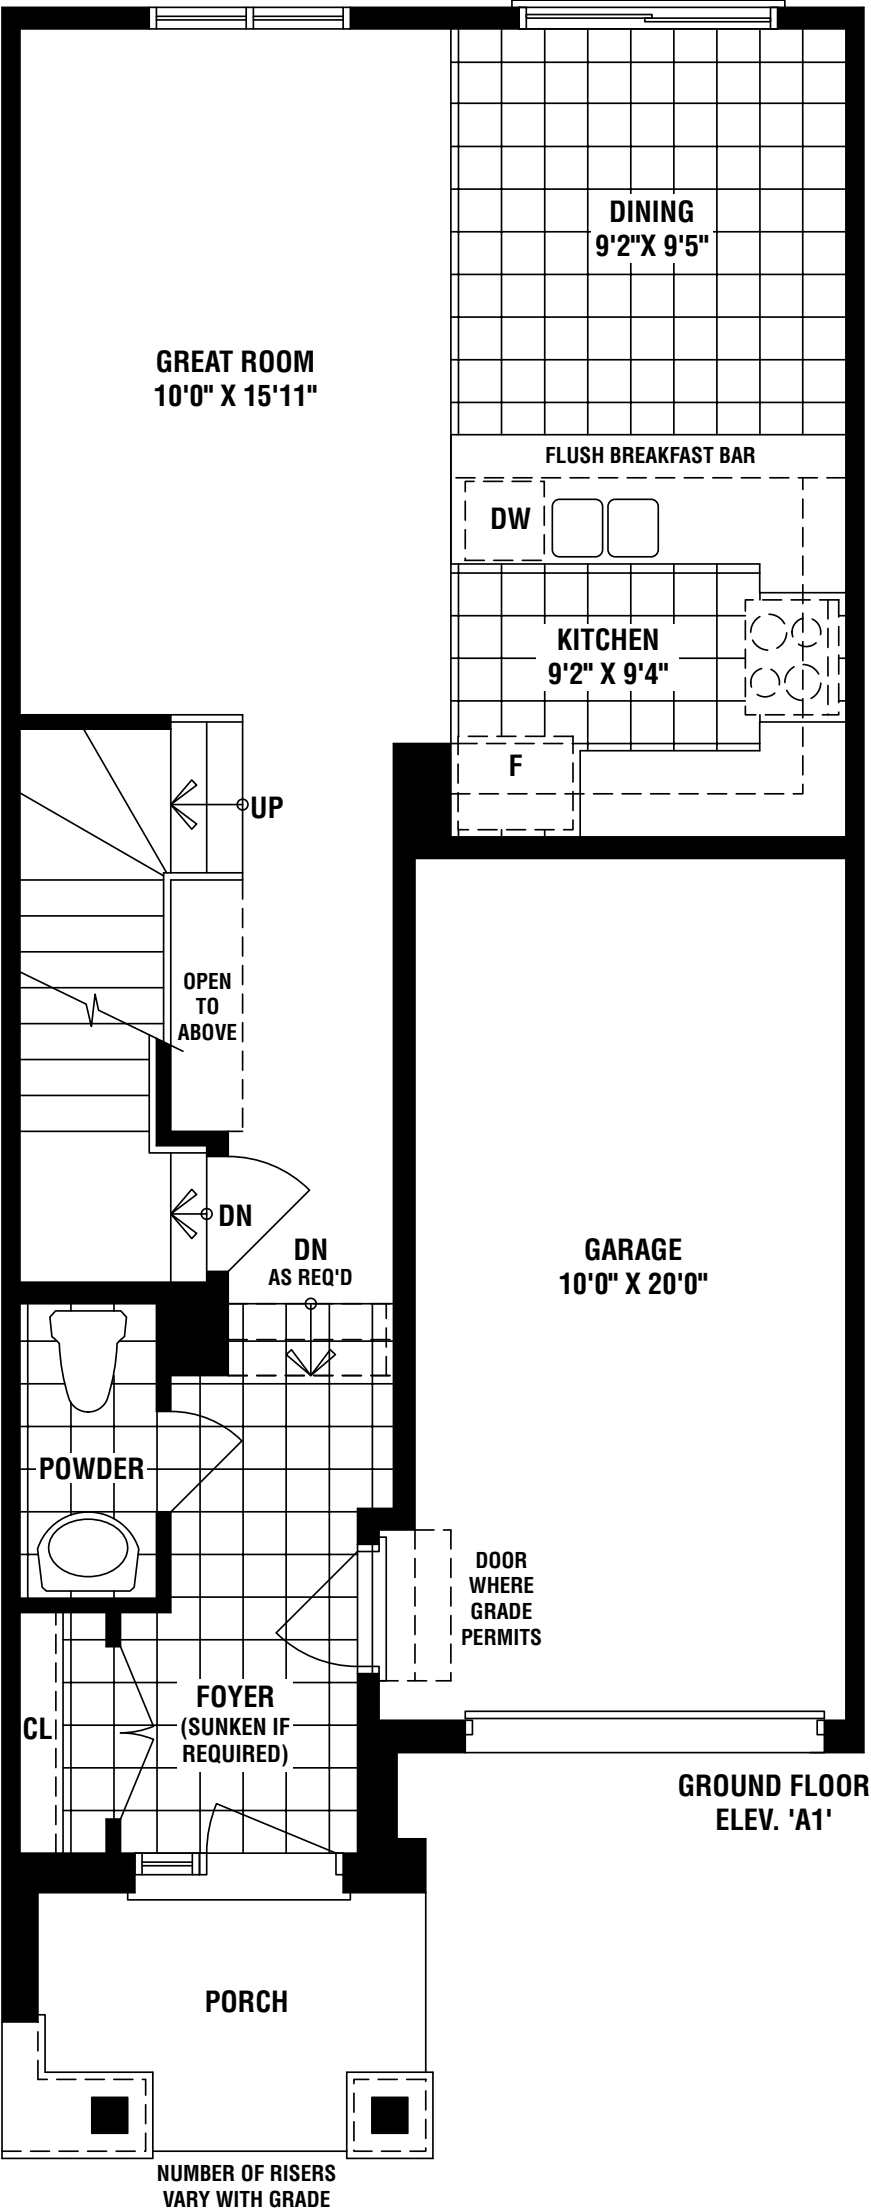 DINING
9'2"X 9'5"
GREAT ROOM
10'0" X 15'11"
FLUSH BREAKFAST BAR
DW
KITCHEN
9'2" X 9'4"
F
UP
OPEN
TO
ABOVE
DN
DN
AS REQ'D
GARAGE
10'0" X 20'0"
POWDER
DOOR
WHERE
GRADE
PERMITS
CL
FOYER
(SUNKEN IF
REQUIRED)
GROUND FLOOR
ELEV. 'A1'
PORCH
NUMBER OF RISERS
VARY WITH GRADE